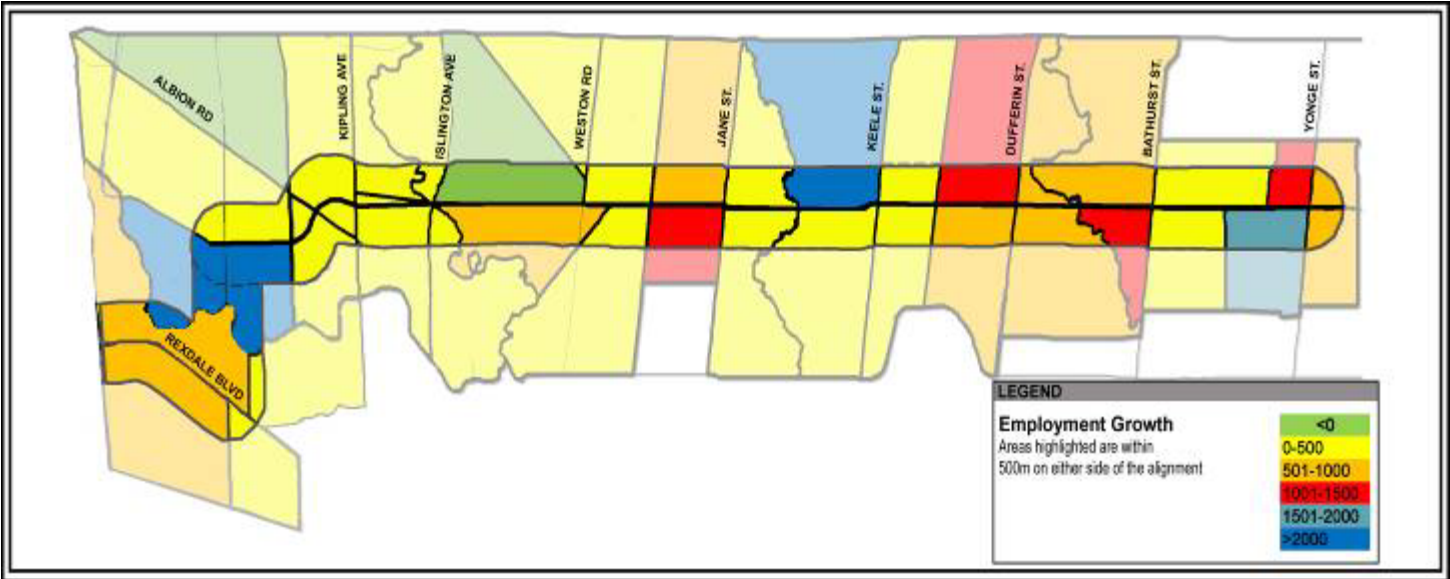 ALBION RD
KIPLING AVE
ISLINGTON AVE
WESTON RD
JANE ST.
KEELE ST.
DUFFERIN ST.
BATHURST ST.
YONGE ST.
REXDALE BLVD
LEGEND
Employment Growth
Areas highlighted are within
500m on either side of the alignment
<0
0-500
501-1000
1001-1500
1501-2000
>2000